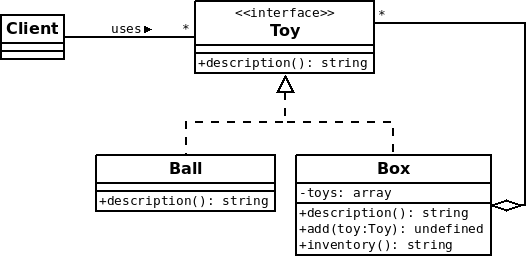 Client
uses ▶
*
<<interface>>
Toy
+description(): string
*
Ball
+description(): string
Box
-toys: array
+description(): string
+add(toy:Toy): undefined
+inventory(): string